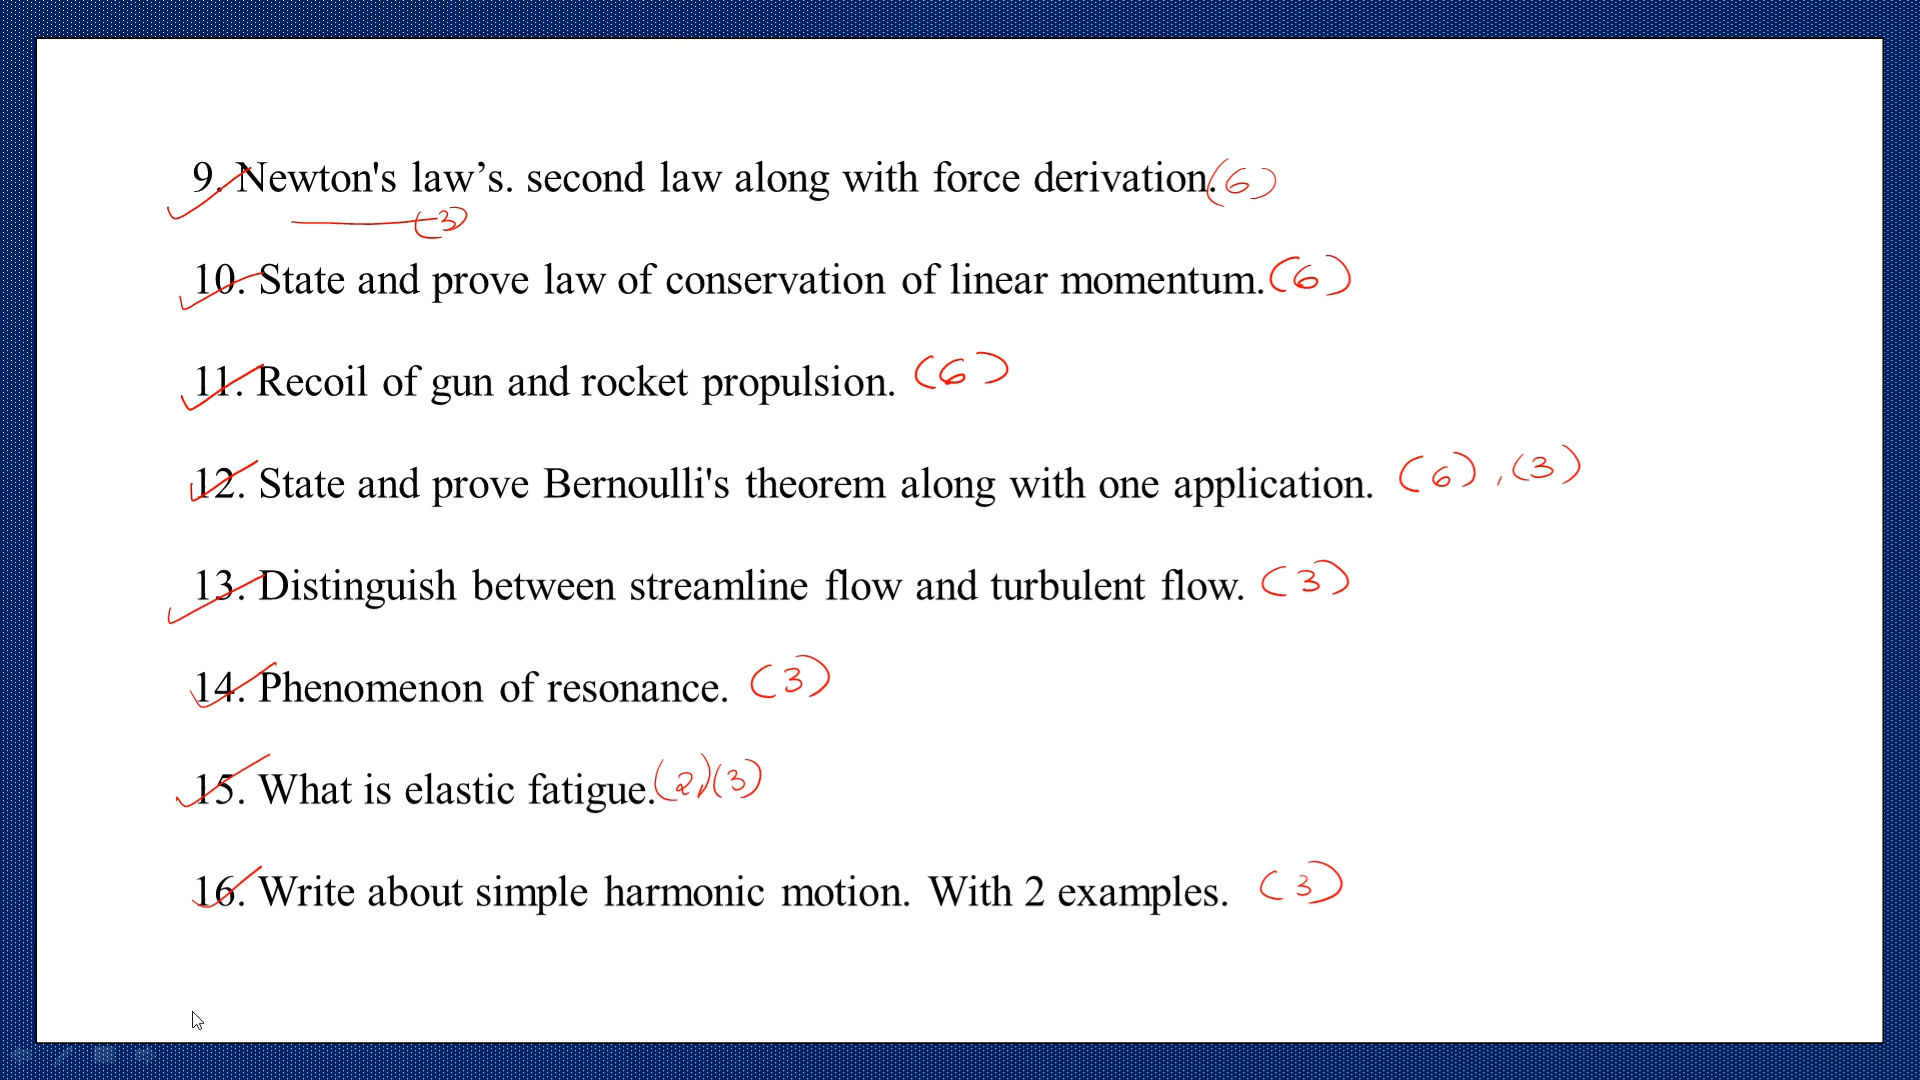 9. Newton's law’s. second law along with force derivation. (6)
(3)
10. State and prove law of conservation of linear momentum. (6)
11. Recoil of gun and rocket propulsion. (6)
12. State and prove Bernoulli's theorem along with one application. (6), (3)
13. Distinguish between streamline flow and turbulent flow. (3)
14. Phenomenon of resonance. (3)
15. What is elastic fatigue. (2) (3)
16. Write about simple harmonic motion. With 2 examples. (3)